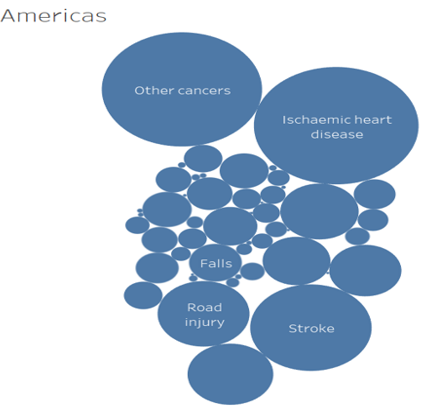 Americas
Other cancers
Ischaemic heart
disease
Falls
Road
injury
Stroke